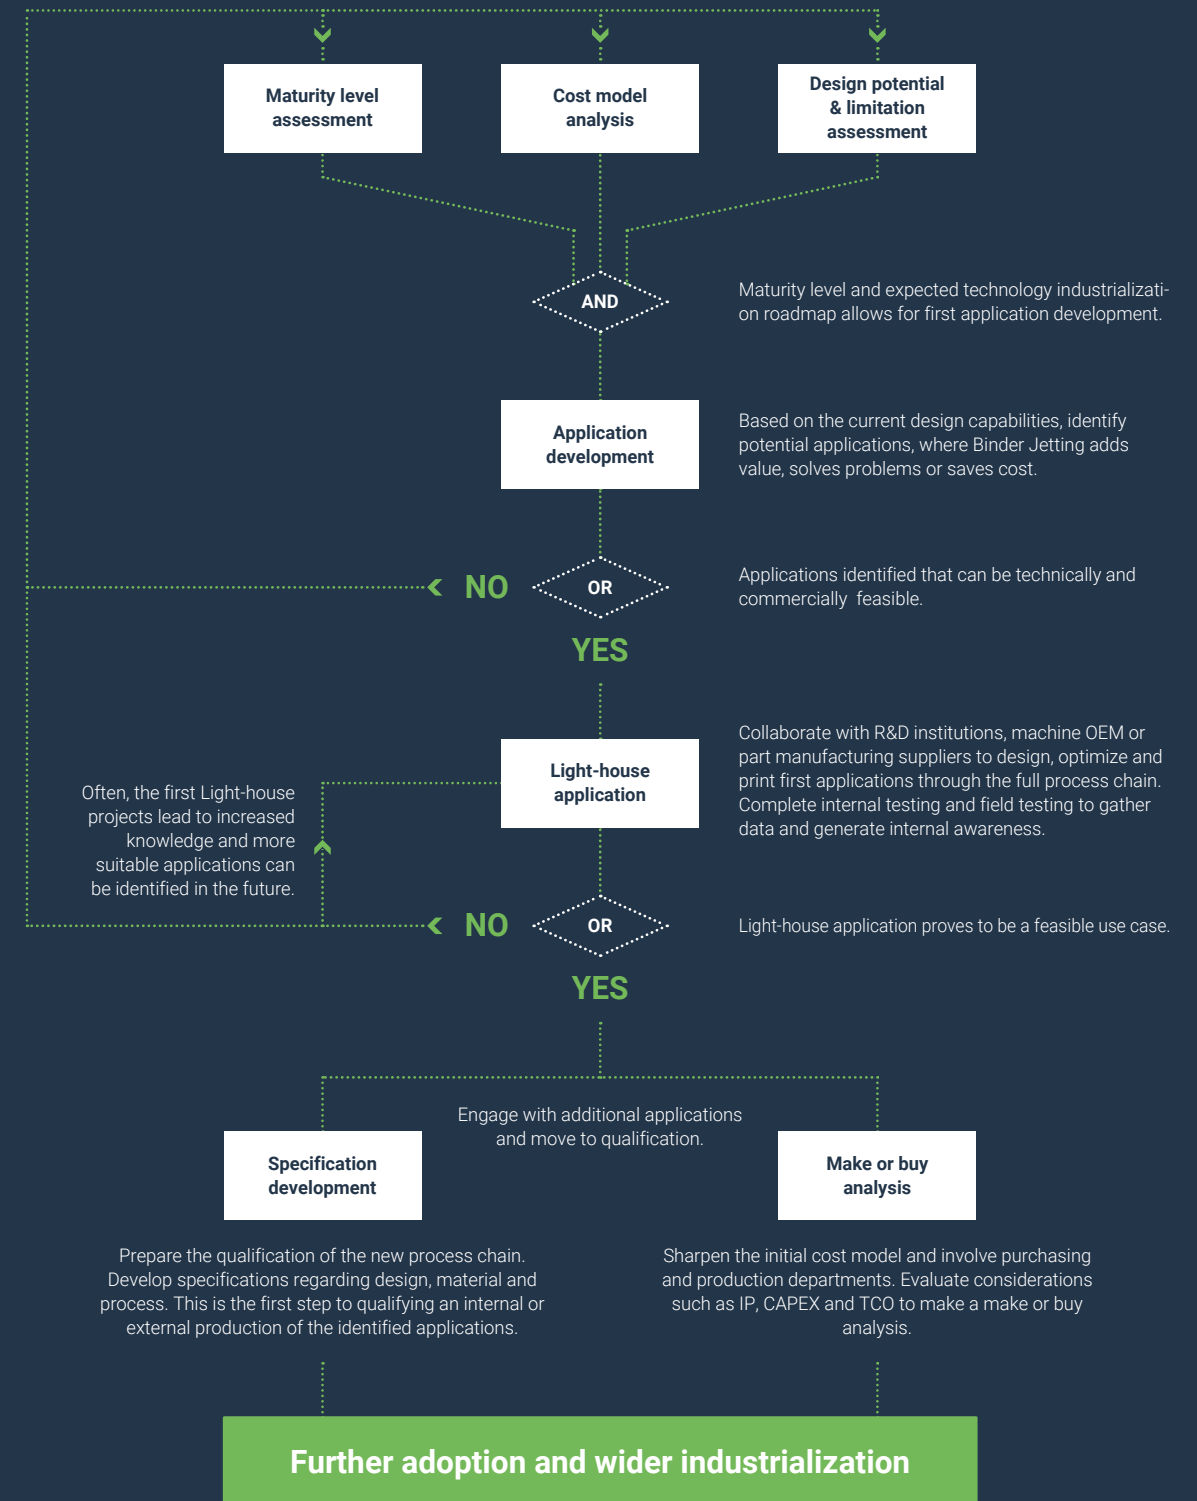 Maturity level
assessment
Cost model
analysis
Design potential
& limitation
assessment
AND
Maturity level and expected technology industrializati-
on roadmap allows for first application development.
Application
development
Based on the current design capabilities, identify
potential applications, where Binder Jetting adds
value, solves problems or saves cost.
NO
OR
Applications identified that can be technically and
commercially feasible.
YES
Light-house
application
Collaborate with R&D institutions, machine OEM or
part manufacturing suppliers to design, optimize and
print first applications through the full process chain.
Complete internal testing and field testing to gather
data and generate internal awareness.
Often, the first Light-house
projects lead to increased
knowledge and more
suitable applications can
be identified in the future.
NO
OR
Light-house application proves to be a feasible use case.
YES
Engage with additional applications
and move to qualification.
Specification
development
Make or buy
analysis
Prepare the qualification of the new process chain.
Develop specifications regarding design, material and
process. This is the first step to qualifying an internal or
external production of the identified applications.
Sharpen the initial cost model and involve purchasing
and production departments. Evaluate considerations
such as IP, CAPEX and TCO to make a make or buy
analysis.
Further adoption and wider industrialization